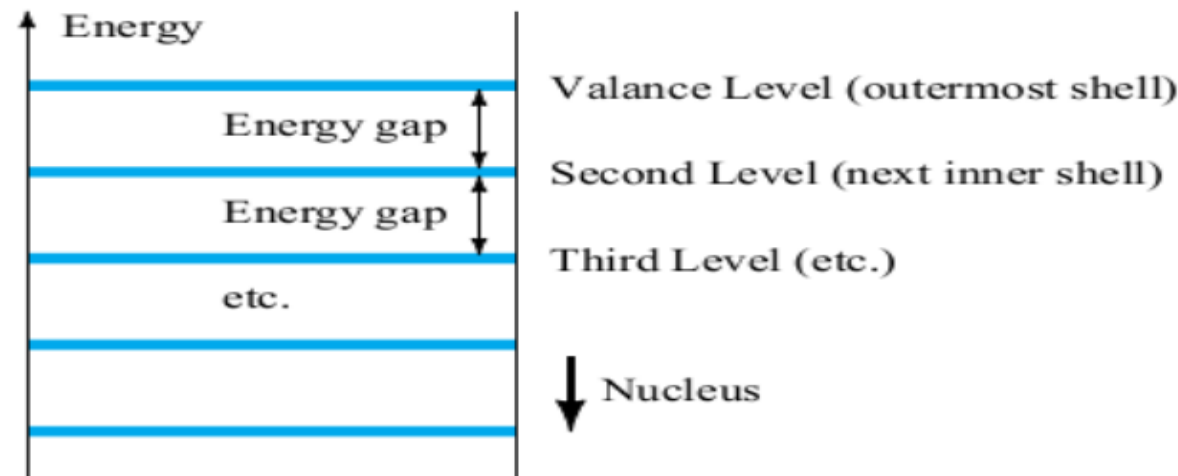 Energy
Valance Level (outermost shell)
Energy gap
Second Level (next inner shell)
Energy gap
Third Level (etc.)
etc.
Nucleus